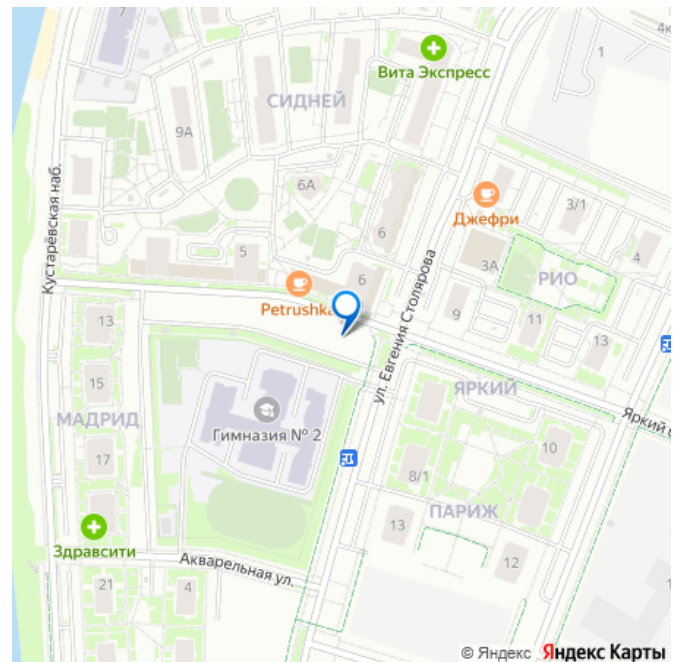 7
4к
1
Вита Экспресс
СИДНЕЙ
9А
6А
3/1
Джефри
Кустарёвская наб.
5
6
6
3А
4
РИО
Petrushka
ул. Евгения Столярова
9
11
13
13
15
ЯРКИЙ
Яркий
МАДРИД
Гимназия № 2
17
10
8/1
ПАРИЖ
13
Здравсити
12
Акварельная ул.
21
4
© Яндекс Яндекс Карты